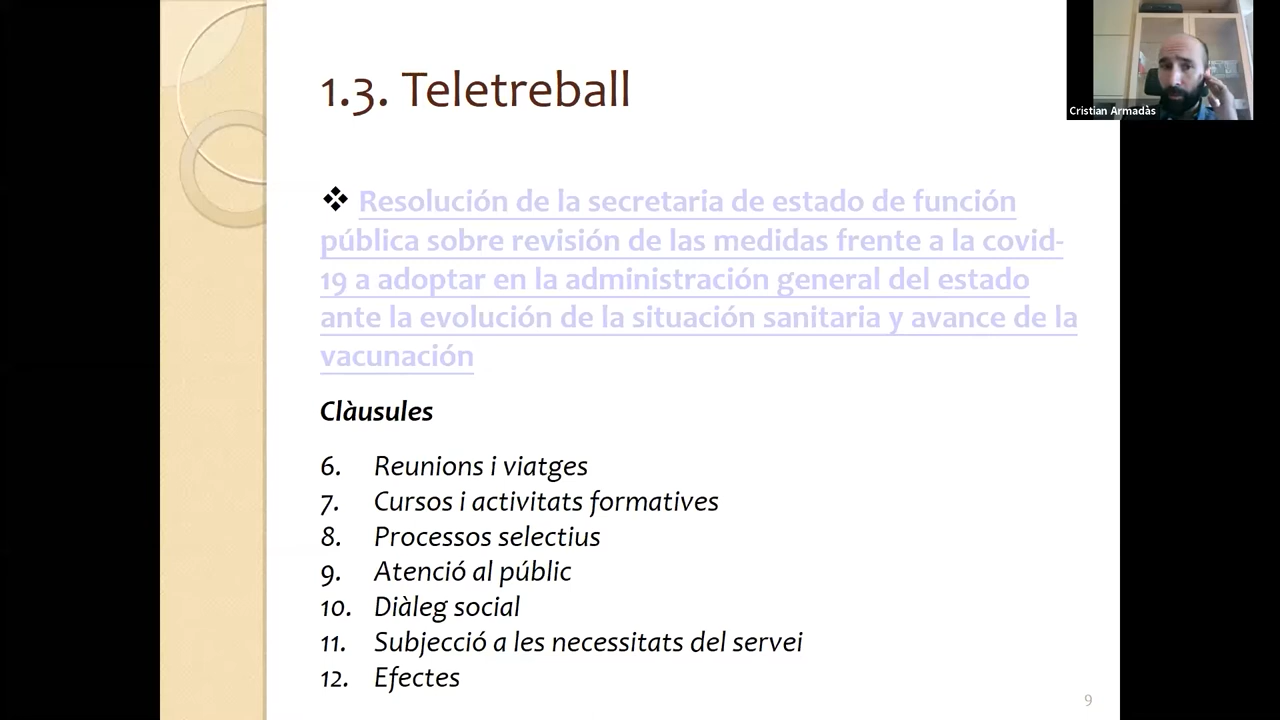 1.3. Teletreball
Cristian Armadàs
❖ Resolución de la secretaria de estado de función
pública sobre revisión de las medidas frente a la covid-
19 a adoptar en la administración general del estado
ante la evolución de la situación sanitaria y avance de la
vacunación
Clàusules
6. Reunions i viatges
7. Cursos i activitats formatives
8. Processos selectius
9. Atenció al públic
10. Diàleg social
11. Subjecció a les necessitats del servei
12. Efectes
9